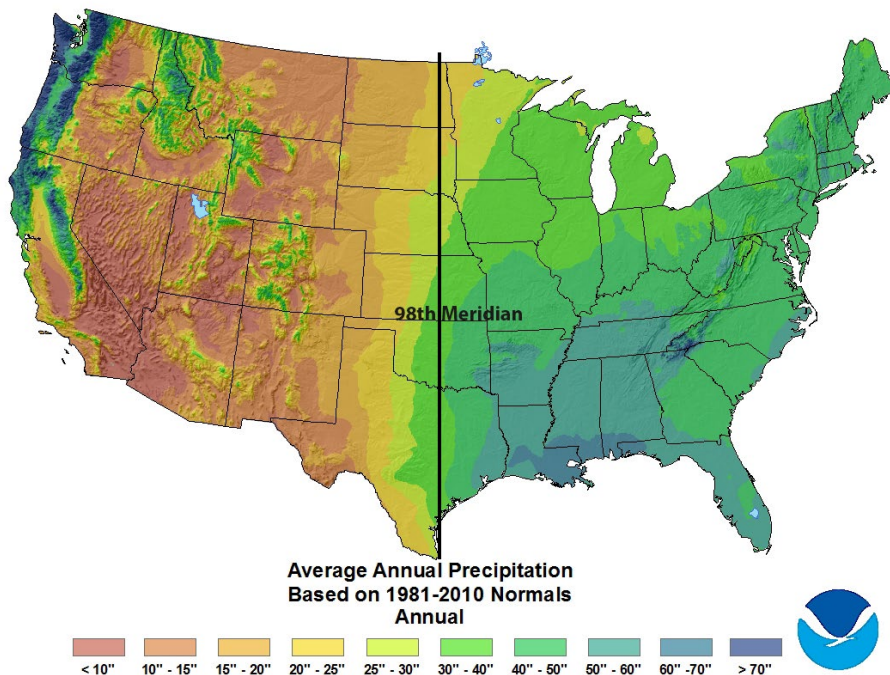 98th Meridian
Average Annual Precipitation
Based on 1981-2010 Normals
Annual
< 10" 10" - 15" 15" - 20" 20" - 25" 25" - 30" 30" - 40" 40" - 50" 50" - 60" 60" -70" > 70"